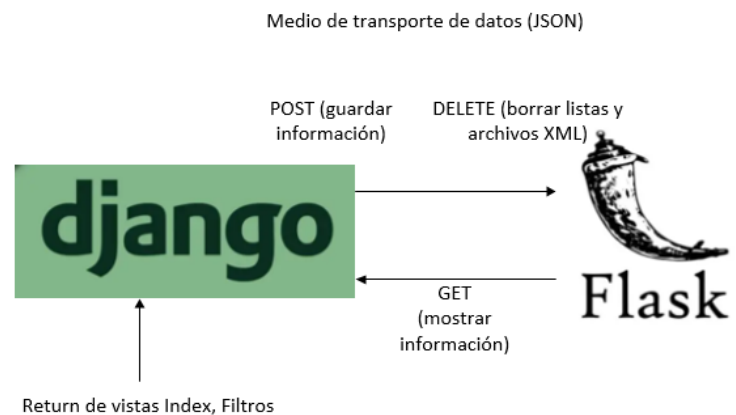 Medio de transporte de datos (JSON)
POST (guardar
información)
DELETE (borrar listas y
archivos XML)
django
Flask
GET
(mostrar
información)
Return de vistas Index, Filtros